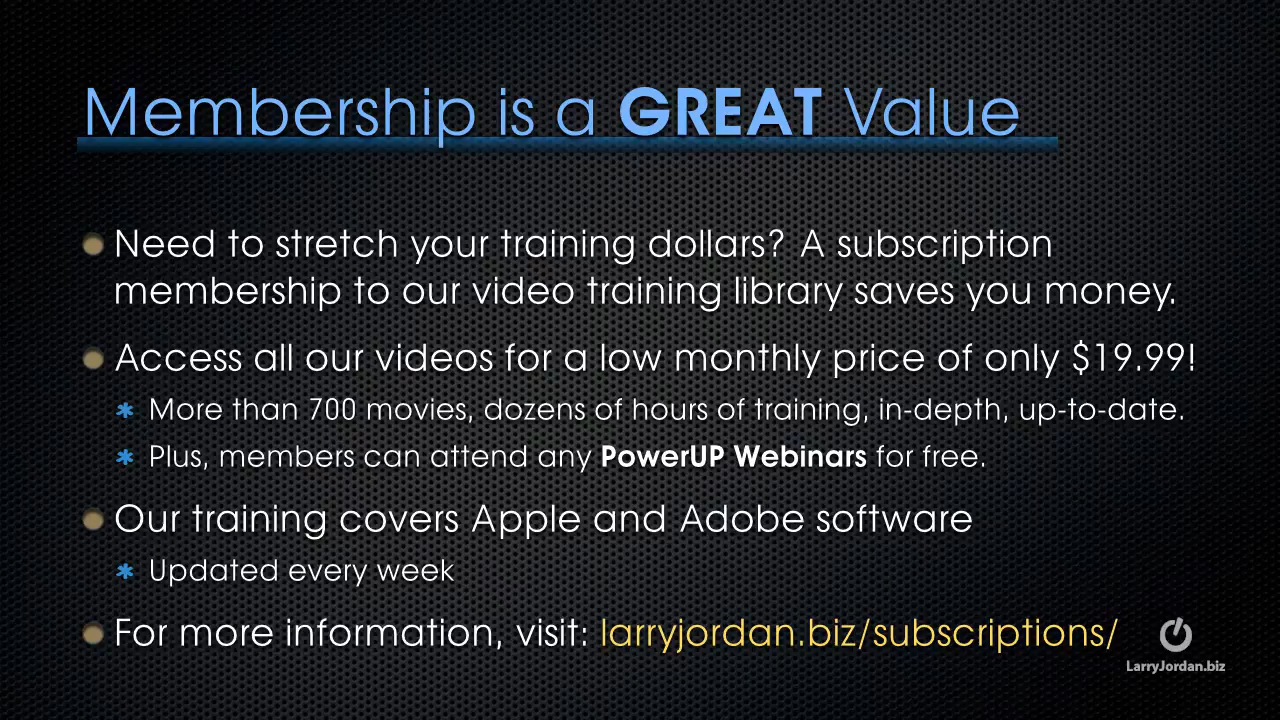 Membership is a GREAT Value
Need to stretch your training dollars? A subscription
membership to our video training library saves you money.
Access all our videos for a low monthly price of only $19.99!
More than 700 movies, dozens of hours of training, in-depth, up-to-date.
Plus, members can attend any PowerUP Webinars for free.
Our training covers Apple and Adobe software
Updated every week
For more information, visit: larryjordan.biz/subscriptions/
LarryJordan.biz